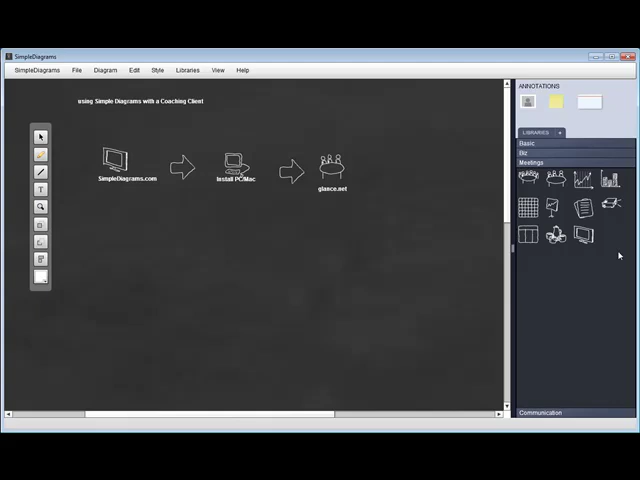 SimpleDiagrams
SimpleDiagrams File Diagram Edit Style Libraries View Help
using Simple Diagrams with a Coaching Client
SimpleDiagrams.com
Install PC/Mac
glance.net
ANNOTATIONS
LIBRARIES +
Basic
Biz
Meetings
Communication
T